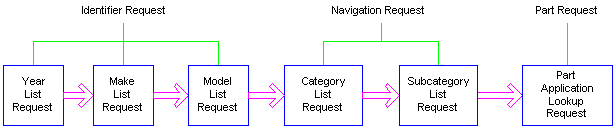 Identifier Request
Navigation Request
Part Request
Year
List
Request
Make
List
Request
Model
List
Request
Category
List
Request
Subcategory
List
Request
Part
Application
Lookup
Request